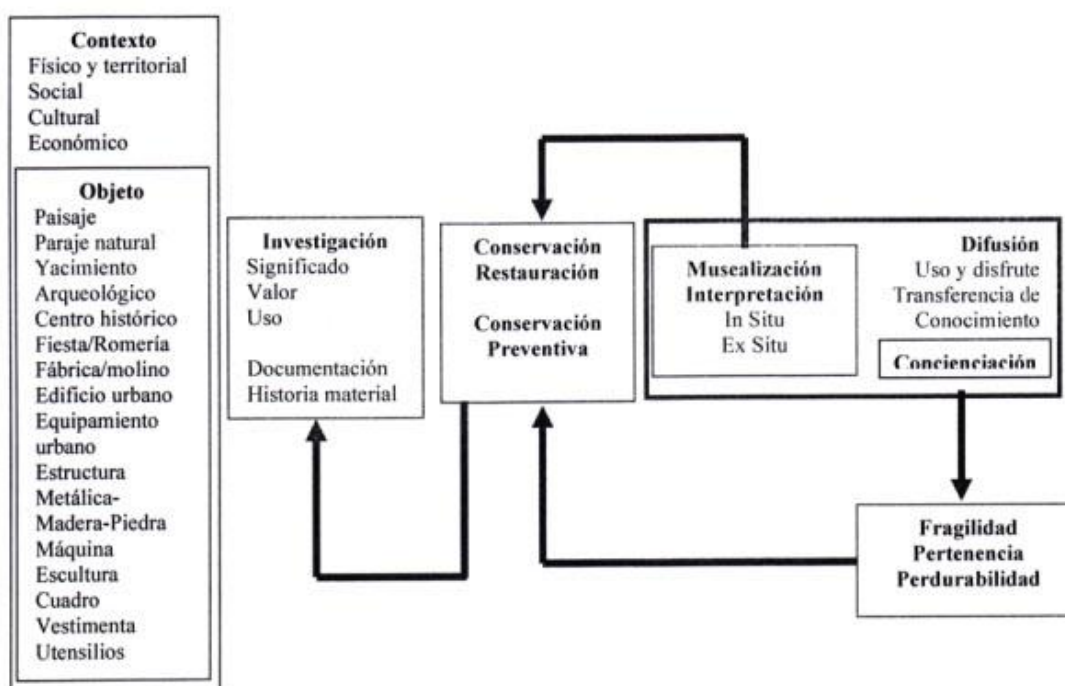 Contexto
Físico y territorial
Social
Cultural
Económico
Objeto
Paisaje
Paraje natural
Yacimiento
Arqueológico
Centro histórico
Fiesta/Romería
Fábrica/molino
Edificio urbano
Equipamiento
urbano
Estructura
Metálica-
Madera-Piedra
Máquina
Escultura
Cuadro
Vestimenta
Utensilios
Investigación
Significado
Valor
Uso
Documentación
Historia material
Conservación
Restauración
Conservación
Preventiva
Musealización
Interpretación
In Situ
Ex Situ
Difusión
Uso y disfrute
Transferencia de
Conocimiento
Concienciación
Fragilidad
Pertenencia
Perdurabilidad